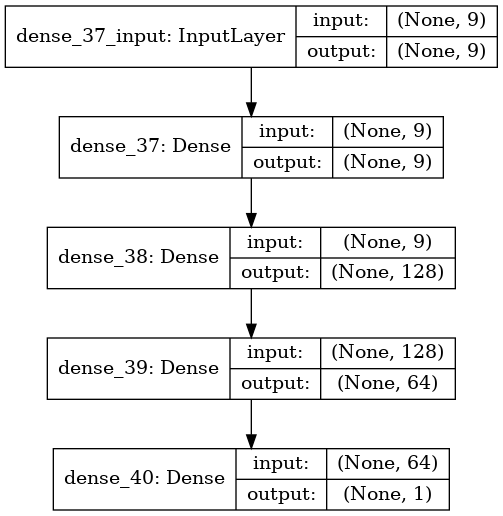 dense_37_input: InputLayer
input: (None, 9)
output: (None, 9)
dense_37: Dense
input: (None, 9)
output: (None, 9)
dense_38: Dense
input: (None, 9)
output: (None, 128)
dense_39: Dense
input: (None, 128)
output: (None, 64)
dense_40: Dense
input: (None, 64)
output: (None, 1)